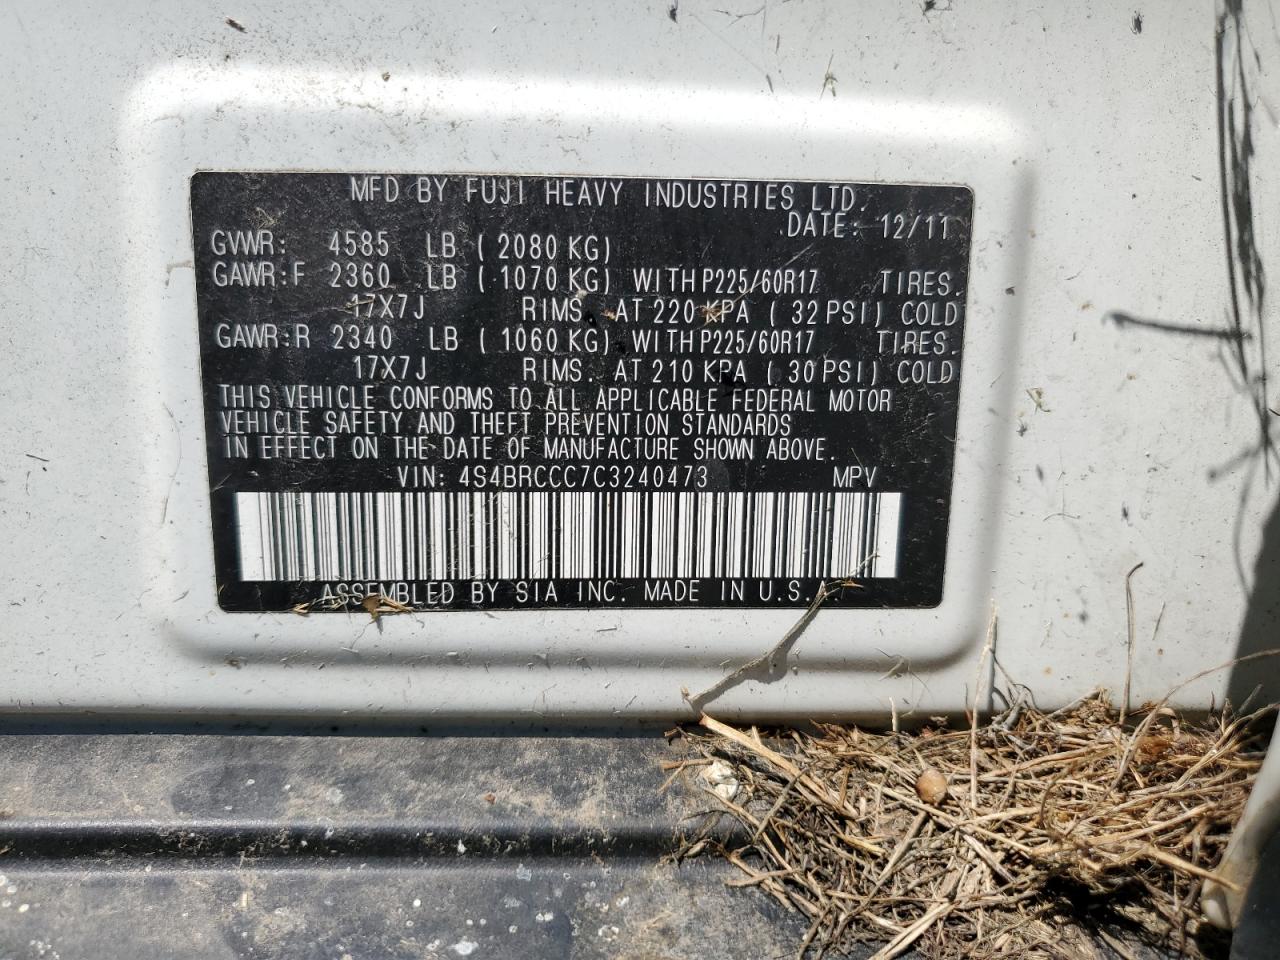 MFD BY FUJI HEAVY INDUSTRIES LTD.
DATE: 12/11
GVWR: 4585 LB ( 2080 KG)
GAWR:F 2360 LB ( 1070 KG) WITH P225/60R17 TIRES.
17X7J RIMS. AT 220 KPA ( 32 PSI) COLD
GAWR:R 2340 LB ( 1060 KG) WITH P225/60R17 TIRES.
17X7J RIMS. AT 210 KPA ( 30 PSI) COLD
THIS VEHICLE CONFORMS TO ALL APPLICABLE FEDERAL MOTOR
VEHICLE SAFETY AND THEFT PREVENTION STANDARDS
IN EFFECT ON THE DATE OF MANUFACTURE SHOWN ABOVE.
VIN: 4S4BRCCC7C3240473 MPV
ASSEMBLED BY SIA INC. MADE IN U.S.A.